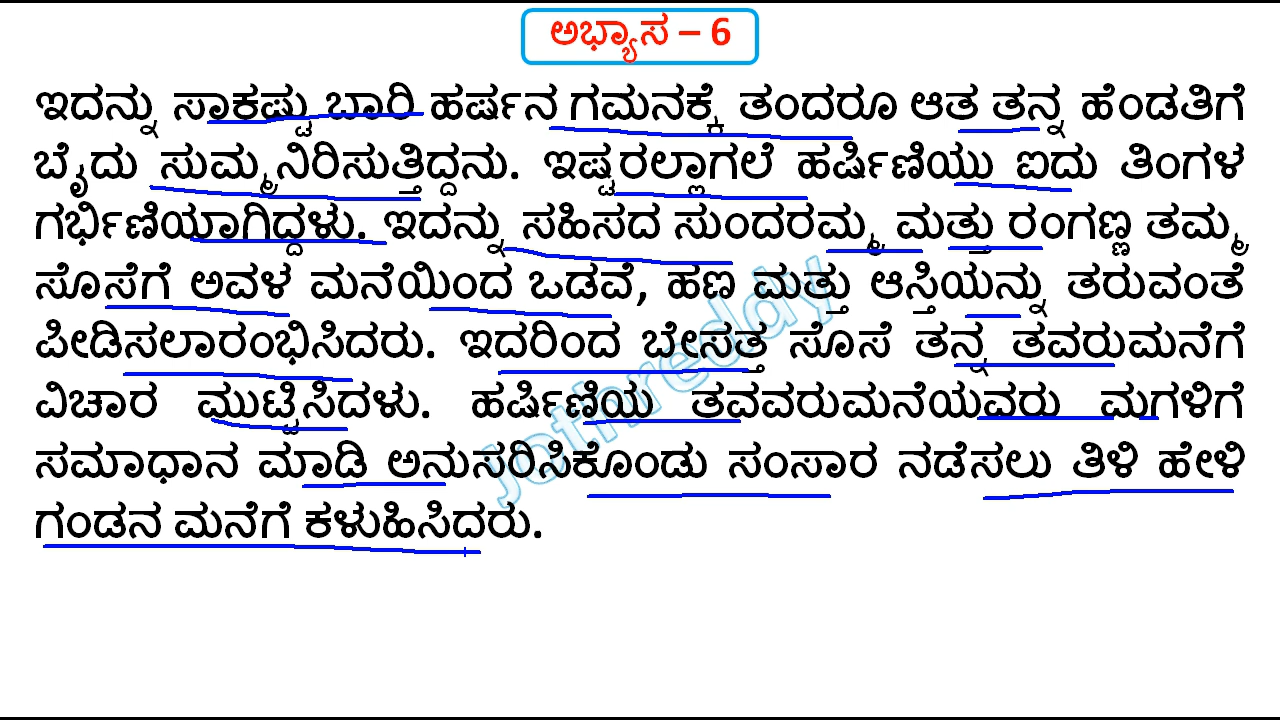 ಅಭ್ಯಾಸ – 6
ಇದನ್ನು ಸಾಕಷ್ಟು ಬಾರಿ ಹರ್ಷನ ಗಮನಕ್ಕೆ ತಂದರೂ ಆತ ತನ್ನ ಹೆಂಡತಿಗೆ
ಬೈದು ಸುಮ್ಮನಿರಿಸುತ್ತಿದ್ದನು. ಇಷ್ಟರಲ್ಲಾಗಲೆ ಹರ್ಷಿಣಿಯು ಐದು ತಿಂಗಳ
ಗರ್ಭಿಣಿಯಾಗಿದ್ದಳು. ಇದನ್ನು ಸಹಿಸದ ಸುಂದರಮ್ಮ ಮತ್ತು ರಂಗಣ್ಣ ತಮ್ಮ
ಸೊಸೆಗೆ ಅವಳ ಮನೆಯಿಂದ ಒಡವೆ, ಹಣ ಮತ್ತು ಆಸ್ತಿಯನ್ನು ತರುವಂತೆ
ಪೀಡಿಸಲಾರಂಭಿಸಿದರು. ಇದರಿಂದ ಬೇಸತ್ತ ಸೊಸೆ ತನ್ನ ತವರುಮನೆಗೆ
ವಿಚಾರ ಮುಟ್ಟಿಸಿದಳು. ಹರ್ಷಿಣಿಯ ತವವರುಮನೆಯವರು ಮಗಳಿಗೆ
ಸಮಾಧಾನ ಮಾಡಿ ಅನುಸರಿಸಿಕೊಂಡು ಸಂಸಾರ ನಡೆಸಲು ತಿಳಿ ಹೇಳಿ
ಗಂಡನ ಮನೆಗೆ ಕಳುಹಿಸಿದರು.
Jothreddy